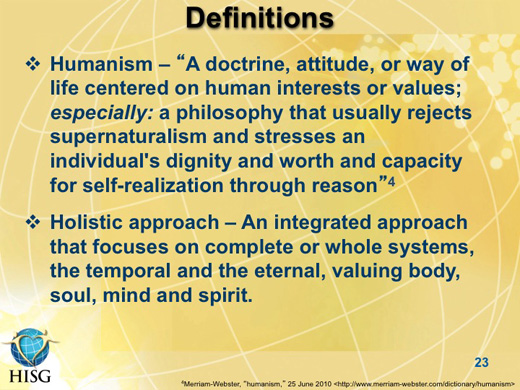 Definitions
❖ Humanism – “A doctrine, attitude, or way of
life centered on human interests or values;
especially: a philosophy that usually rejects
supernaturalism and stresses an
individual's dignity and worth and capacity
for self-realization through reason”4
❖ Holistic approach – An integrated approach
that focuses on complete or whole systems,
the temporal and the eternal, valuing body,
soul, mind and spirit.
HISG
23
4Merriam-Webster, “humanism,” 25 June 2010 <http://www.merriam-webster.com/dictionary/humanism>